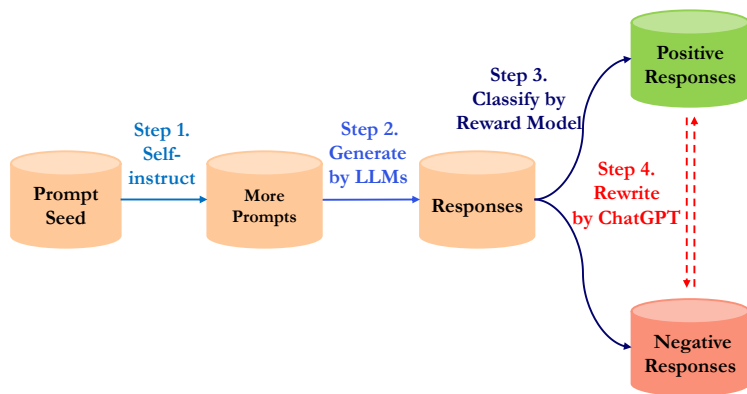 Prompt
Seed
Step 1.
Self-
instruct
More
Prompts
Step 2.
Generate
by LLMs
Responses
Step 3.
Classify by
Reward Model
Positive
Responses
Step 4.
Rewrite
by ChatGPT
Negative
Responses